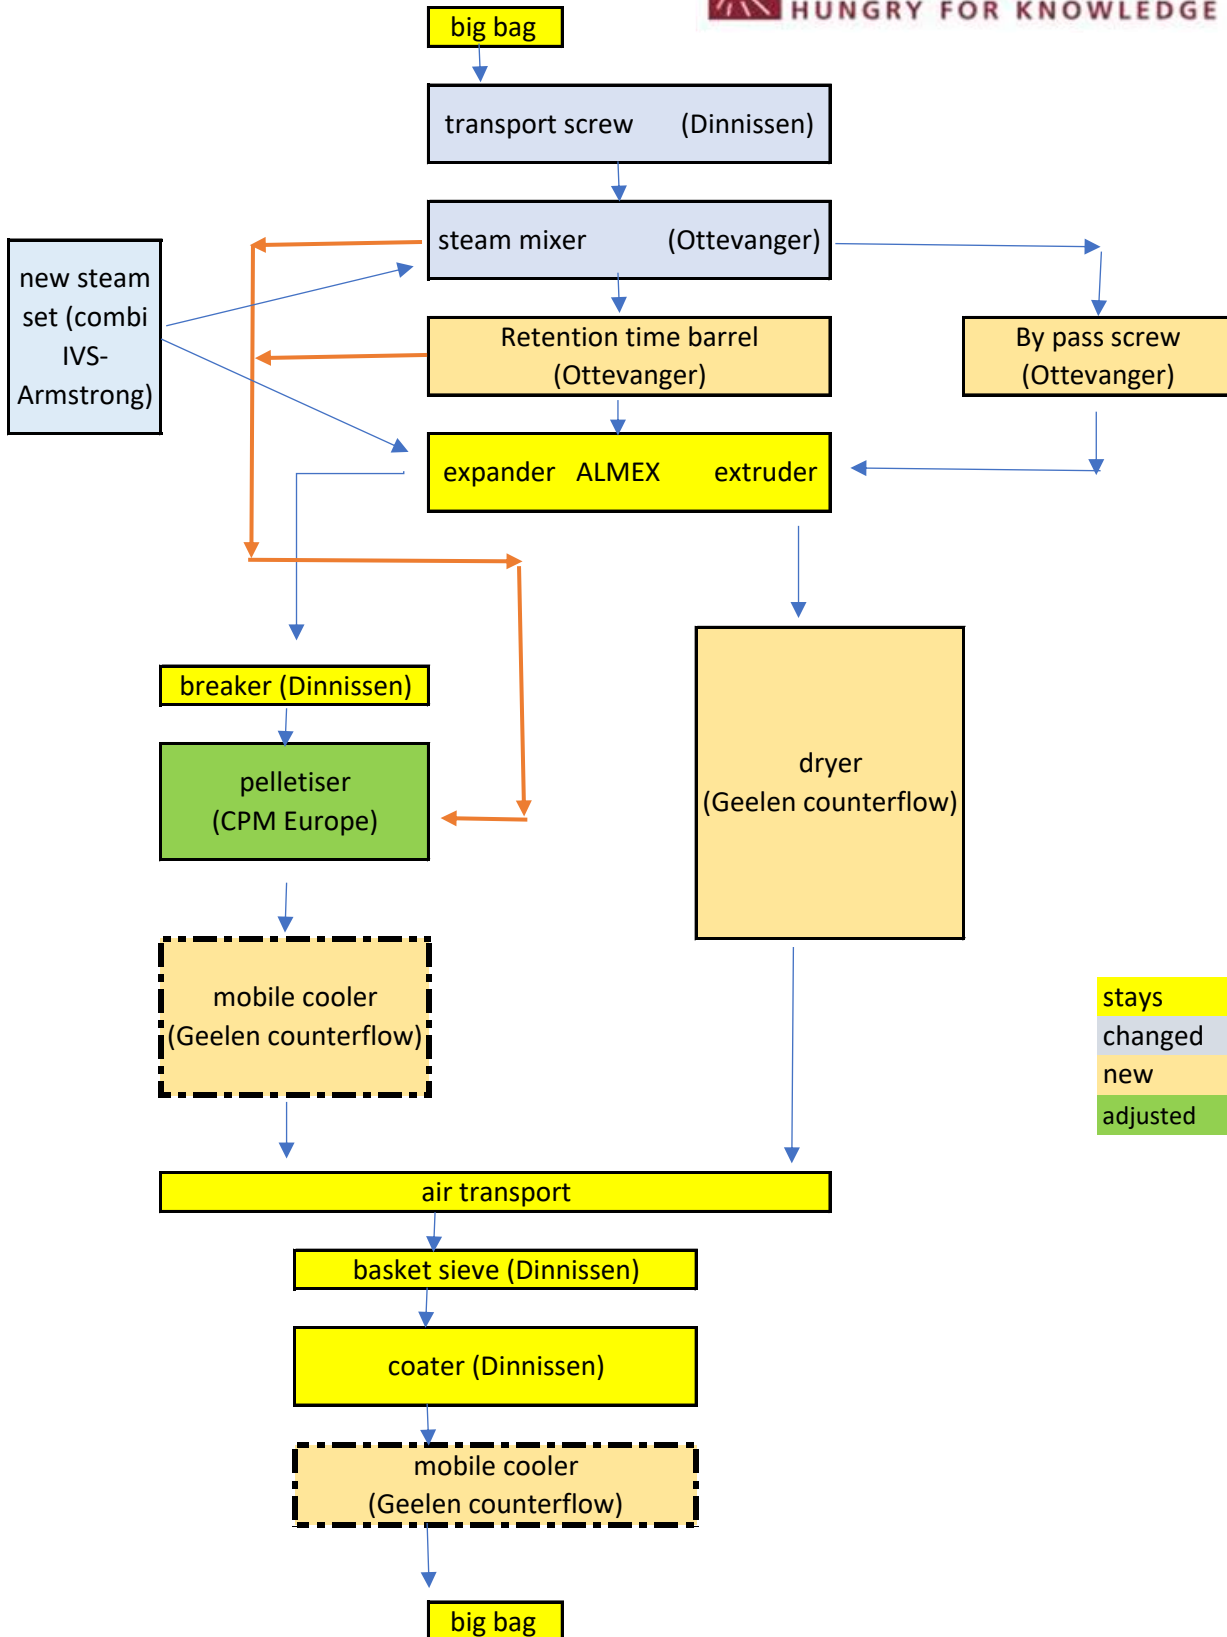 HUNGRY FOR KNOWLEDGE
big bag
transport screw (Dinnissen)
steam mixer (Ottevanger)
new steam
set (combi
IVS-
Armstrong)
Retention time barrel
(Ottevanger)
By pass screw
(Ottevanger)
expander ALMEX extruder
breaker (Dinnissen)
pelletiser
(CPM Europe)
dryer
(Geelen counterflow)
mobile cooler
(Geelen counterflow)
stays
changed
new
adjusted
air transport
basket sieve (Dinnissen)
coater (Dinnissen)
mobile cooler
(Geelen counterflow)
big bag